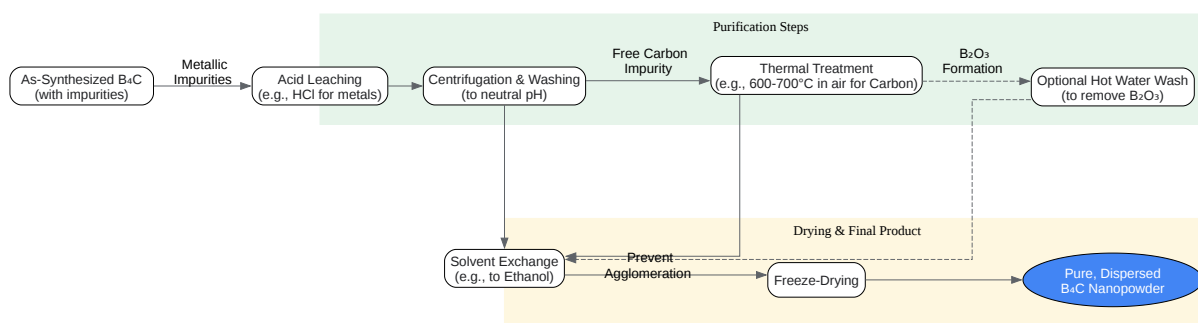 Purification Steps
Metallic
Impurities
Free Carbon
Impurity
B₂O₃
Formation
As-Synthesized B₄C
(with impurities)
Acid Leaching
(e.g., HCl for metals)
Centrifugation & Washing
(to neutral pH)
Thermal Treatment
(e.g., 600-700°C in air for Carbon)
Optional Hot Water Wash
(to remove B₂O₃)
Drying & Final Product
Solvent Exchange
(e.g., to Ethanol)
Prevent
Agglomeration
Freeze-Drying
Pure, Dispersed
B₄C Nanopowder